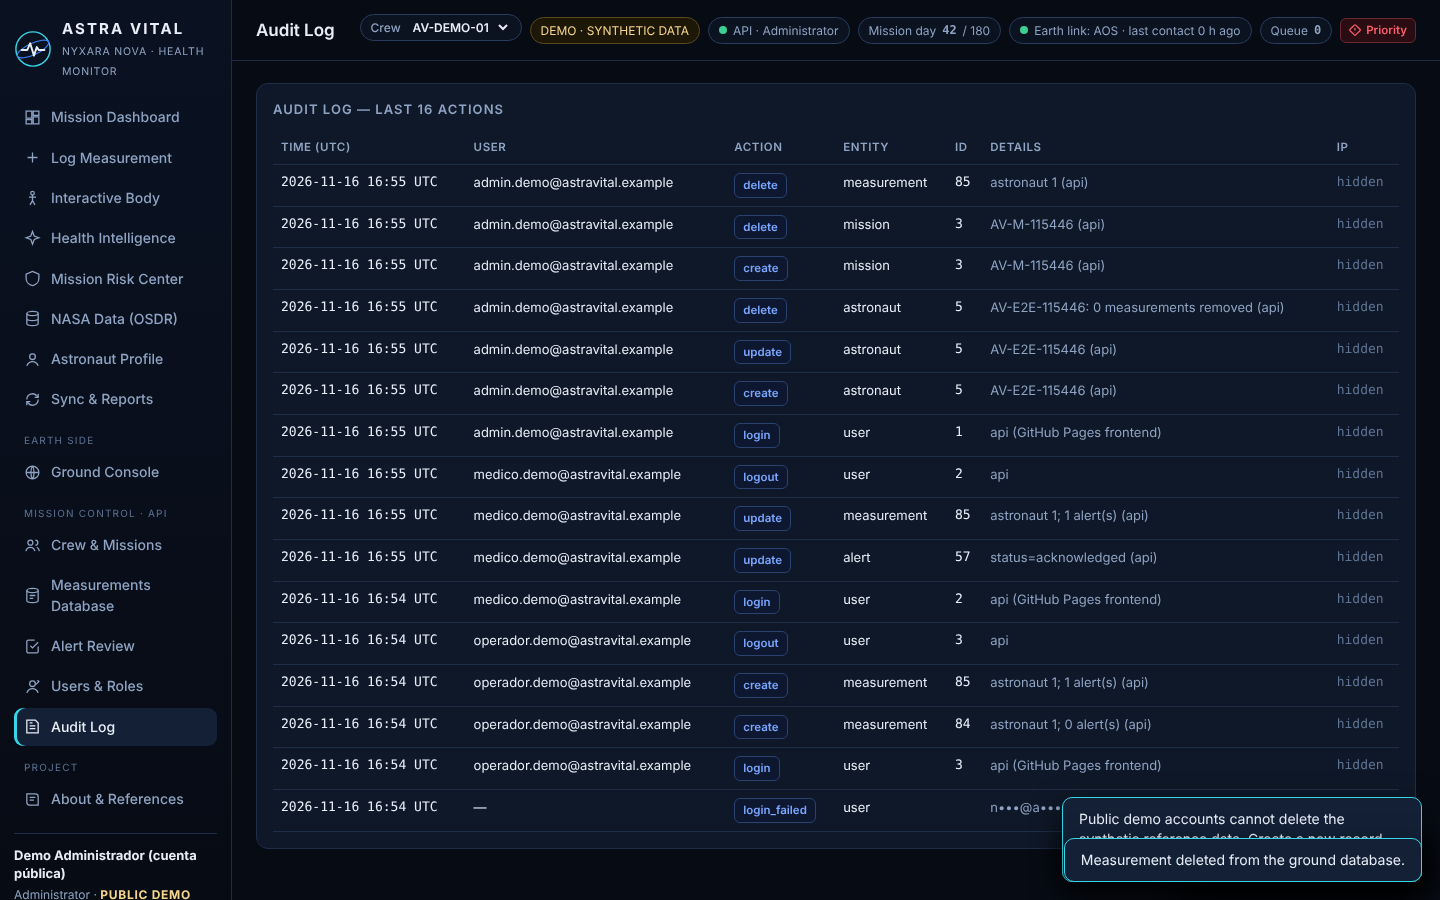 ASTRA VITAL
NYXARA NOVA · HEALTH
MONITOR
Mission Dashboard
Log Measurement
Interactive Body
Health Intelligence
Mission Risk Center
NASA Data (OSDR)
Astronaut Profile
Sync & Reports
EARTH SIDE
Ground Console
MISSION CONTROL · API
Crew & Missions
Measurements
Database
Alert Review
Users & Roles
Audit Log
PROJECT
About & References
Demo Administrador (cuenta
pública)
Administrator · PUBLIC DEMO
Audit Log
Crew AV-DEMO-01
DEMO · SYNTHETIC DATA
API · Administrator
Mission day 42 / 180
Earth link: AOS · last contact 0 h ago
Queue 0
Priority
AUDIT LOG — LAST 16 ACTIONS
TIME (UTC) USER ACTION ENTITY ID DETAILS IP
2026-11-16 16:55 UTC admin.demo@astravital.example delete measurement 85 astronaut 1 (api) hidden
2026-11-16 16:55 UTC admin.demo@astravital.example delete mission 3 AV-M-115446 (api) hidden
2026-11-16 16:55 UTC admin.demo@astravital.example create mission 3 AV-M-115446 (api) hidden
2026-11-16 16:55 UTC admin.demo@astravital.example delete astronaut 5 AV-E2E-115446: 0 measurements removed (api) hidden
2026-11-16 16:55 UTC admin.demo@astravital.example update astronaut 5 AV-E2E-115446 (api) hidden
2026-11-16 16:55 UTC admin.demo@astravital.example create astronaut 5 AV-E2E-115446 (api) hidden
2026-11-16 16:55 UTC admin.demo@astravital.example login user 1 api (GitHub Pages frontend) hidden
2026-11-16 16:55 UTC medico.demo@astravital.example logout user 2 api hidden
2026-11-16 16:55 UTC medico.demo@astravital.example update measurement 85 astronaut 1; 1 alert(s) (api) hidden
2026-11-16 16:55 UTC medico.demo@astravital.example update alert 57 status=acknowledged (api) hidden
2026-11-16 16:54 UTC medico.demo@astravital.example login user 2 api (GitHub Pages frontend) hidden
2026-11-16 16:54 UTC operador.demo@astravital.example logout user 3 api hidden
2026-11-16 16:54 UTC operador.demo@astravital.example create measurement 85 astronaut 1; 1 alert(s) (api) hidden
2026-11-16 16:54 UTC operador.demo@astravital.example create measurement 84 astronaut 1; 0 alert(s) (api) hidden
2026-11-16 16:54 UTC operador.demo@astravital.example login user 3 api (GitHub Pages frontend) hidden
2026-11-16 16:54 UTC — login_failed user n•••@a•••
Public demo accounts cannot delete the
synthetic reference data. Create a new record
Measurement deleted from the ground database.